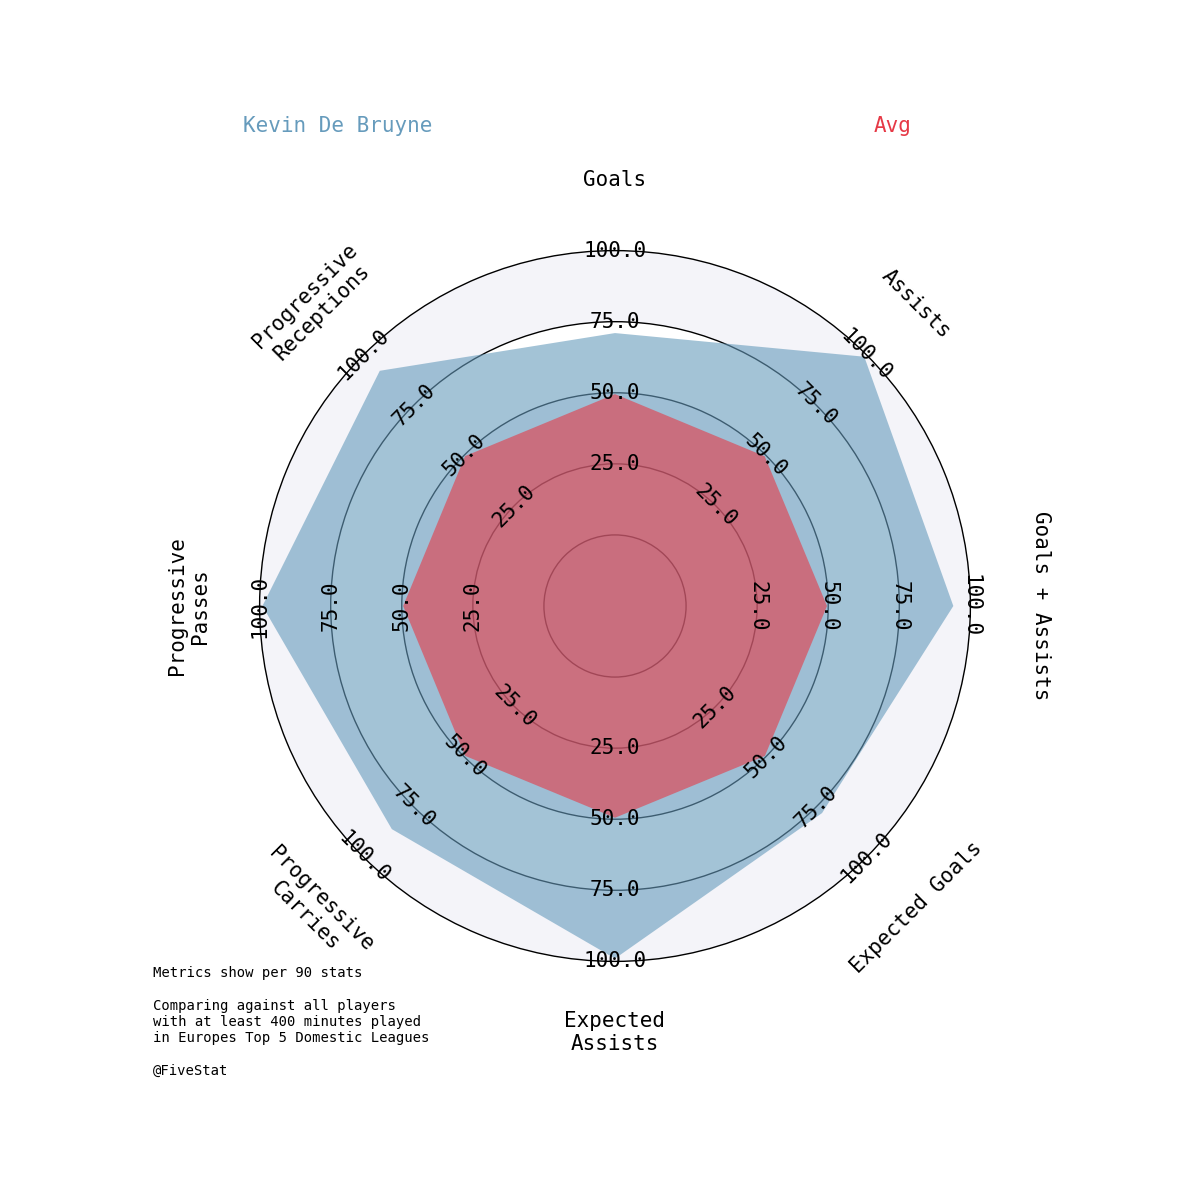 Kevin De Bruyne
Avg
Goals
Assists
Goals + Assists
Expected Goals
Expected
Assists
Progressive
Carries
Progressive
Passes
Progressive
Receptions
25.0
50.0
75.0
100.0
25.0
50.0
75.0
100.0
25.0
50.0
75.0
100.0
25.0
50.0
75.0
100.0
25.0
50.0
75.0
100.0
25.0
50.0
75.0
100.0
25.0
50.0
75.0
100.0
25.0
50.0
75.0
100.0
Metrics show per 90 stats
Comparing against all players
with at least 400 minutes played
in Europes Top 5 Domestic Leagues
@FiveStat